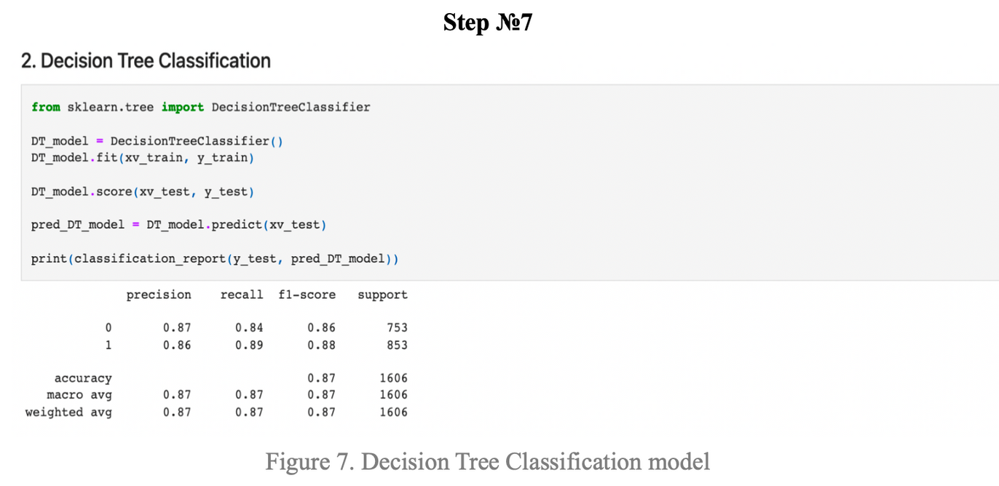 Step №7
2. Decision Tree Classification
from sklearn.tree import DecisionTreeClassifier
DT_model = DecisionTreeClassifier()
DT_model.fit(xv_train, y_train)
DT_model.score(xv_test, y_test)
pred_DT_model = DT_model.predict(xv_test)
print(classification_report(y_test, pred_DT_model))
precision recall f1-score support
0 0.87 0.84 0.86 753
1 0.86 0.89 0.88 853
accuracy 0.87 1606
macro avg 0.87 0.87 0.87 1606
weighted avg 0.87 0.87 0.87 1606
Figure 7. Decision Tree Classification model